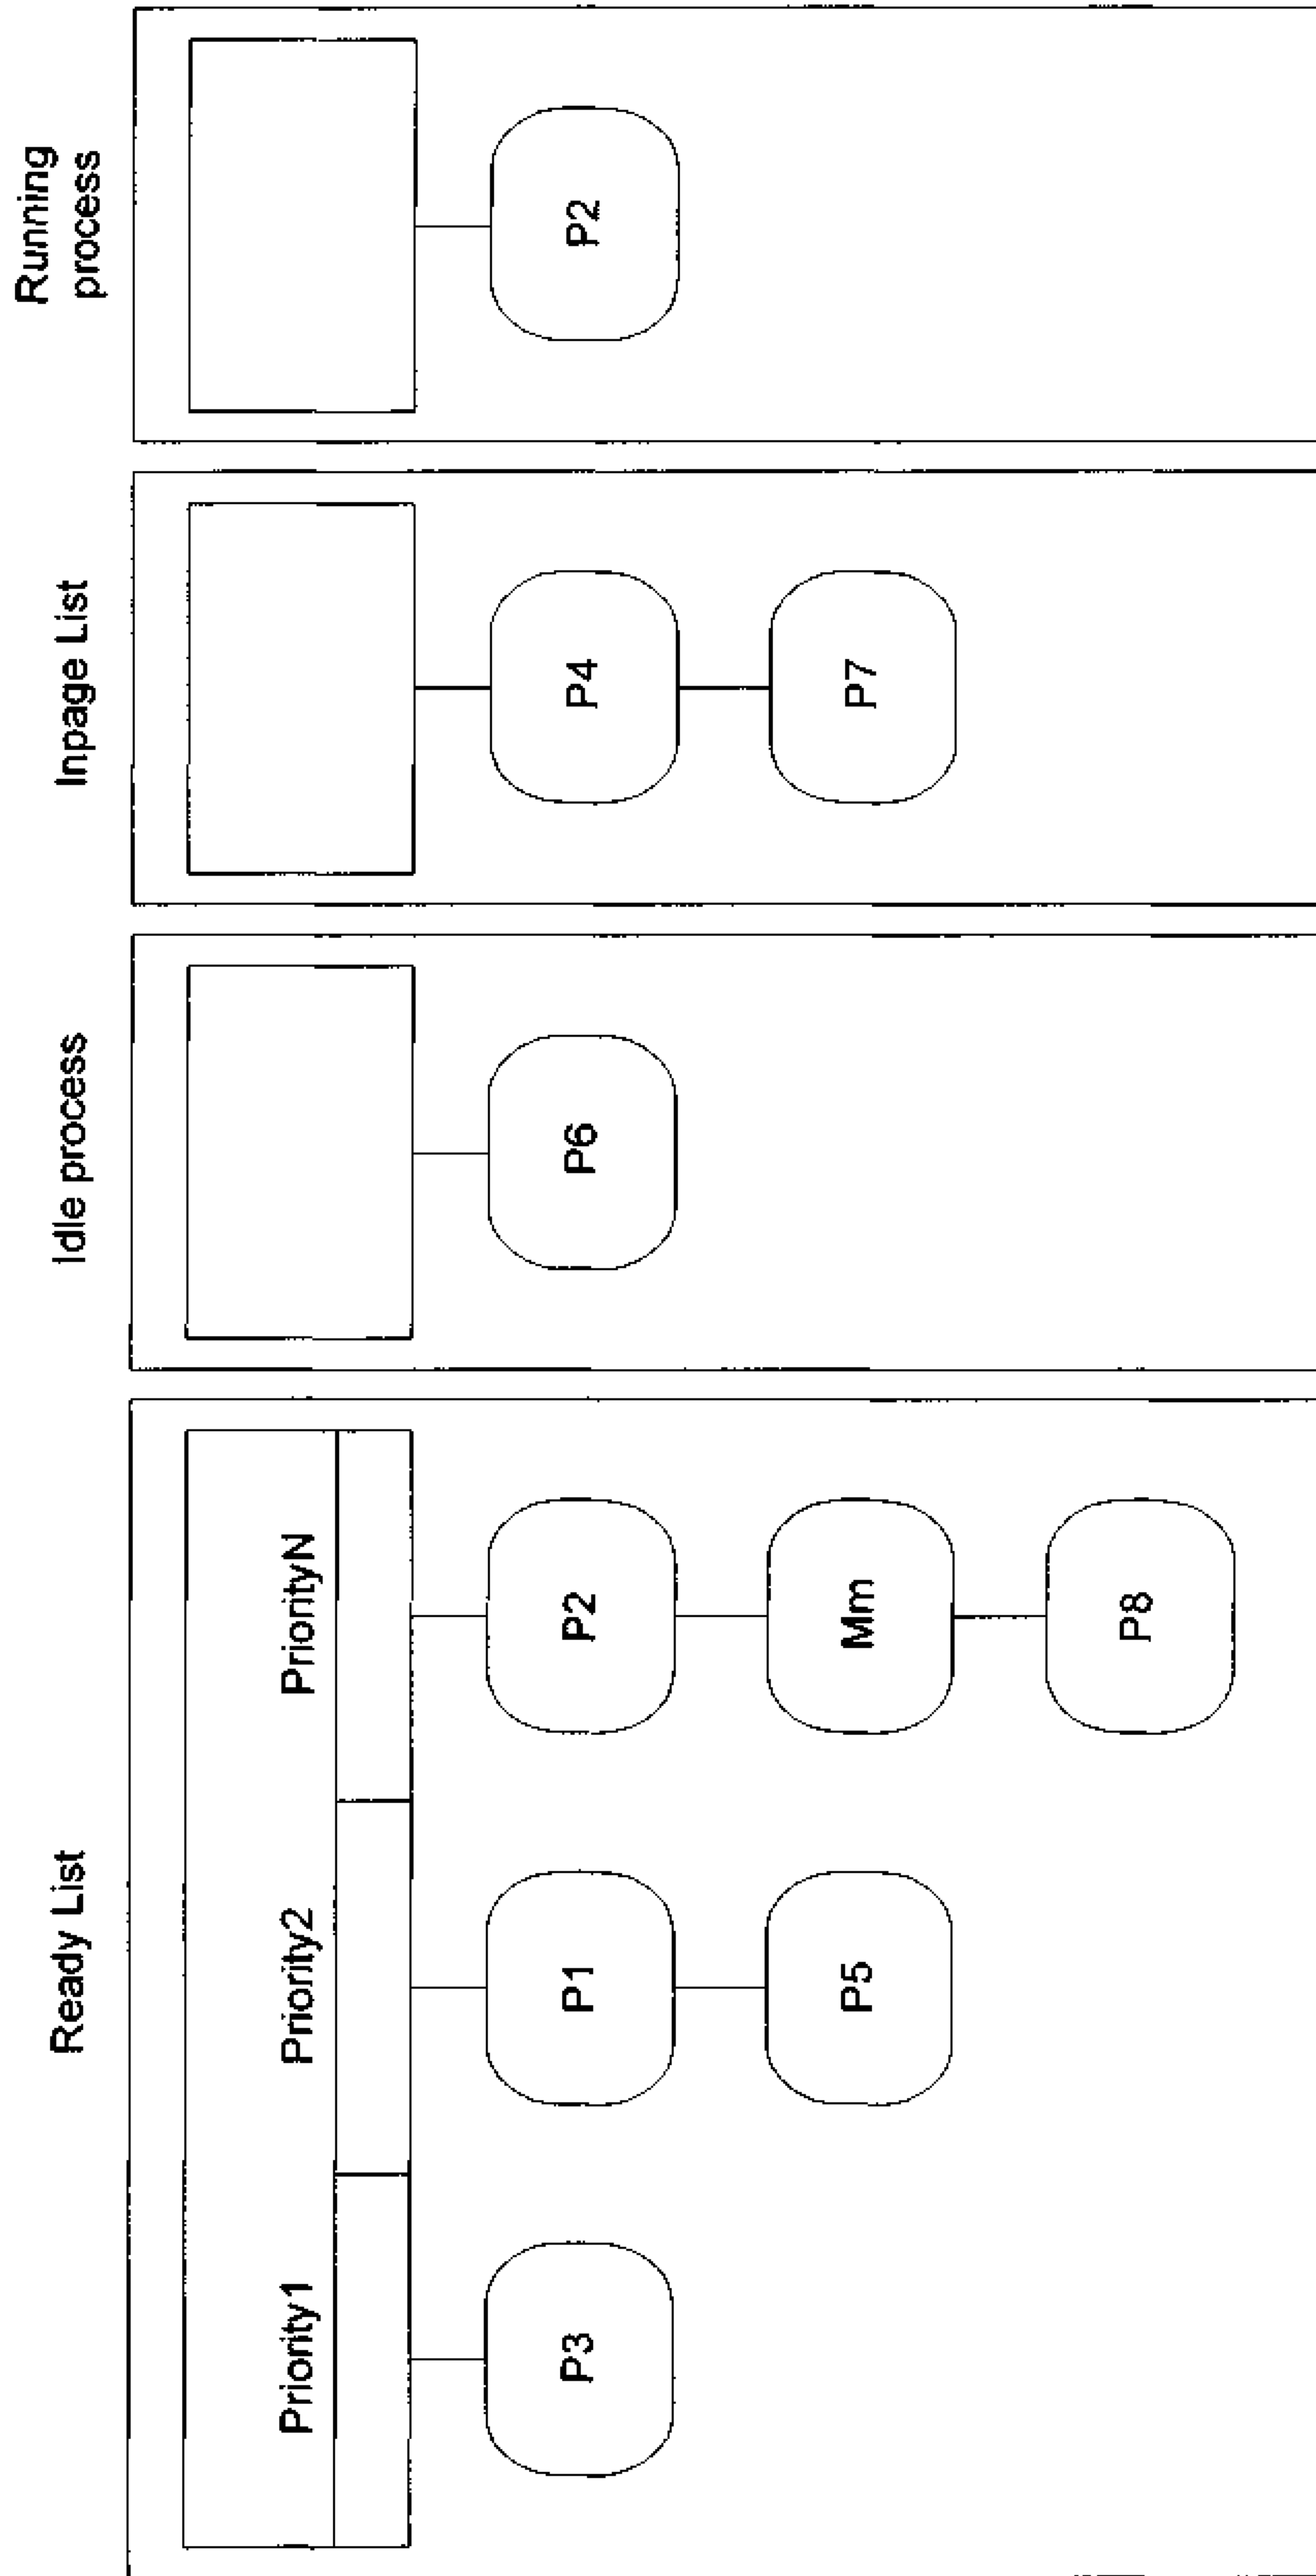 Ready List
Priority1
Priority2
PriorityN
P3
P1
P5
P2
Mm
P8
Idle process
P6
Inpage List
P4
P7
Running
process
P2